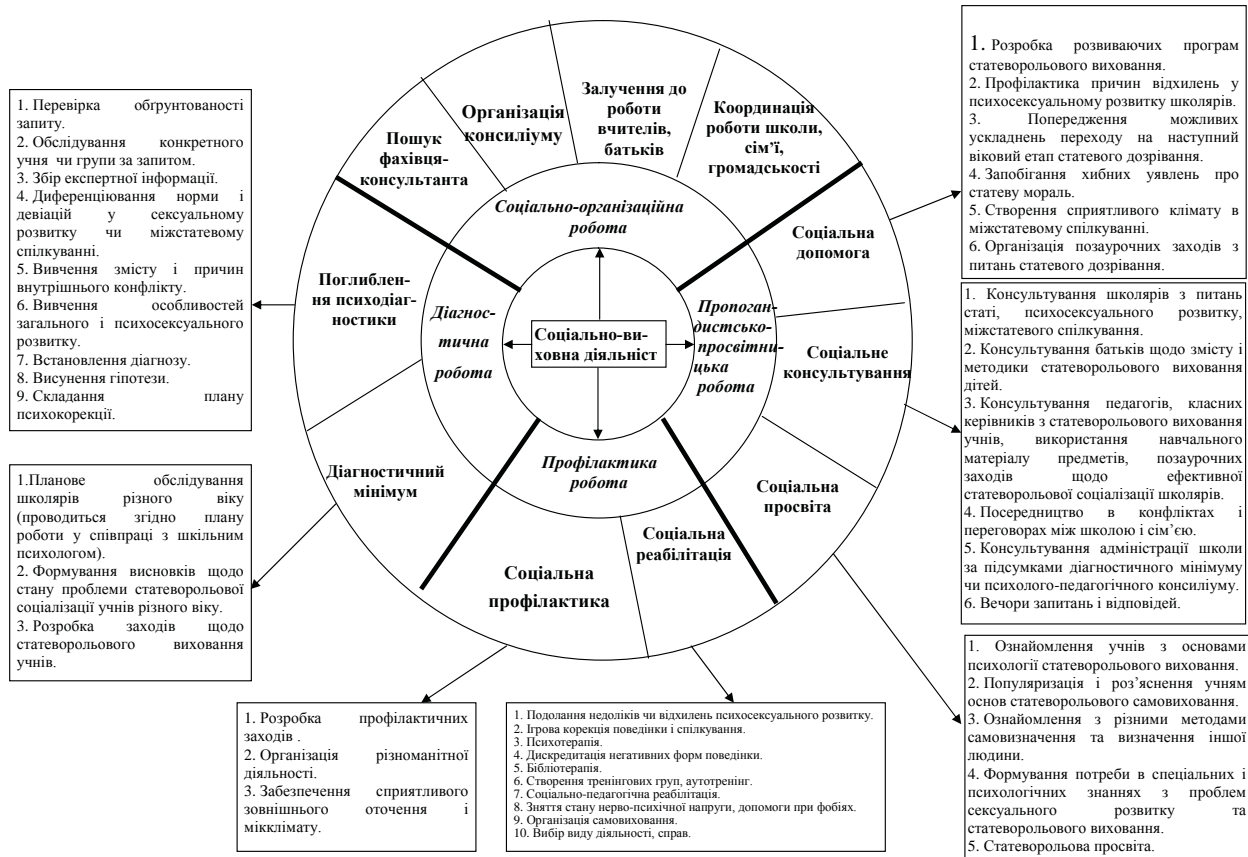 Пошук
фахівця-
консультанта
Організація
консиліуму
Залучення до
роботи
вчителів,
батьків
Координація
роботи школи,
сім’ї,
громадськості
Соціально-організаційна
робота
Соціальна
допомога
Соціальне
консультування
Соціальна
просвіта
Пропоган-
дистсько-
просвітни-
цька
робота
Соціально-ви-
ховна діяльніст
Діагнос-
тична
робота
Поглиблен-
ня психодіаг-
ностики
Діагностичний
мінімум
Профілактика
робота
Соціальна
профілактика
Соціальна
реабілітація
1. Перевірка обґрунтованості
запиту.
2. Обслідування конкретного
учня чи групи за запитом.
3. Збір експертної інформації.
4. Диференціювання норми і
девіацій у сексуальному
розвитку чи міжстатевому
спілкуванні.
5. Вивчення змісту і причин
внутрішнього конфлікту.
6. Вивчення особливостей
загального і психосексуального
розвитку.
7. Встановлення діагнозу.
8. Висунення гіпотези.
9. Складання плану
психокорекції.
1.Планове обслідування
школярів різного віку
(проводиться згідно плану
роботи у співпраці з шкільним
психологом).
2. Формування висновків щодо
стану проблеми статеворольової
соціалізації учнів різного віку.
3. Розробка заходів щодо
статеворольового виховання
учнів.
1. Розробка профілактичних
заходів .
2. Організація різноманітної
діяльності.
3. Забезпечення сприятливого
зовнішнього оточення і
мікклімату.
1. Подолання недоліків чи відхилень психосексуального розвитку.
2. Ігрова корекція поведінки і спілкування.
3. Психотерапія.
4. Дискредитація негативних форм поведінки.
5. Бібліотерапія.
6. Створення тренінгових груп, аутотренінг.
7. Соціально-педагогічна реабілітація.
8. Зняття стану нерво-психічної напруги, допомоги при фобіях.
9. Організація самовиховання.
10. Вибір виду діяльності, справ.
1. Розробка розвиваючих програм
статеворольового виховання.
2. Профілактика причин відхилень у
психосексуальному розвитку школярів.
3. Попередження можливих
ускладнень переходу на наступний
віковий етап статевого дозрівання.
4. Запобігання хибних уявлень про
статеву мораль.
5. Створення сприятливого клімату в
міжстатевому спілкуванні.
6. Організація позаурочних заходів з
питань статевого дозрівання.
1. Консультування школярів з питань
статі, психосексуального розвитку,
міжстатевого спілкування.
2. Консультування батьків щодо змісту і
методики статеворольового виховання
дітей.
3. Консультування педагогів, класних
керівників з статеворольового виховання
учнів, використання навчального
матеріалу предметів, позаурочних
заходів щодо ефективної
статеворольової соціалізації школярів.
4. Посередництво в конфліктах і
переговорах між школою і сім’єю.
5. Консультування адміністрації школи
за підсумками діагностичного мінімуму
чи психолого-педагогічного консиліуму.
6. Вечори запитань і відповідей.
1. Ознайомлення учнів з основами
психології статеворольового виховання.
2. Популяризація і роз’яснення учням
основ статеворольового самовиховання.
3. Ознайомлення з різними методами
самовизначення та визначення іншої
людини.
4. Формування потреби в спеціальних і
психологічних знаннях з проблем
сексуального розвитку та
статеворольового виховання.
5. Статеворольова просвіта.